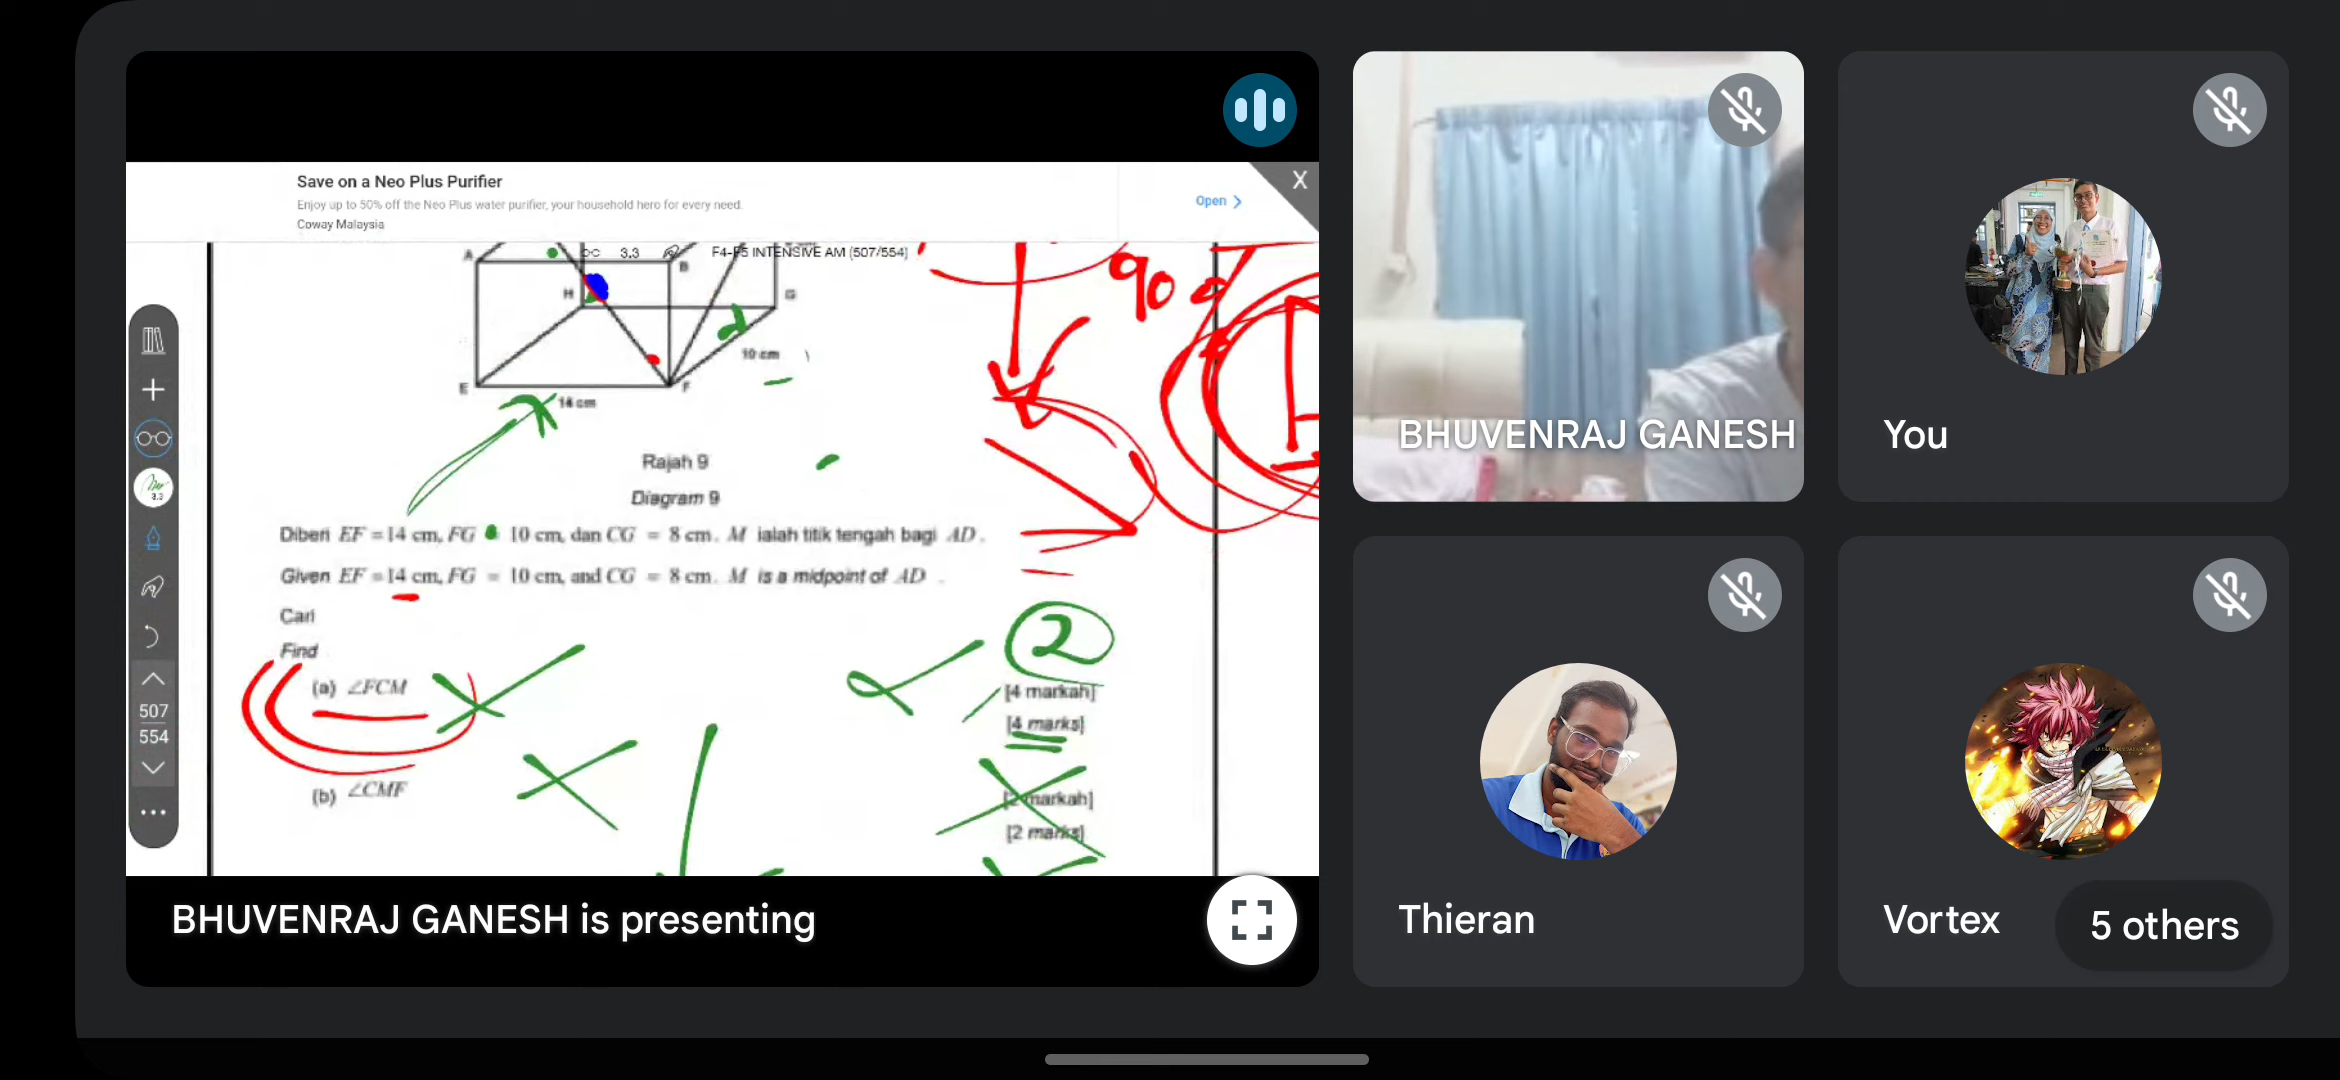 Save on a Neo Plus Purifier
Enjoy up to 50% off the Neo Plus water purifier, your household hero for every need.
Coway Malaysia
Open
X
3.3
F4-F5 INTENSIVE AM (507/554)
A
B
H
G
E
F
10 cm
14 cm
90°
Rajah 9
Diagram 9
Diberi EF = 14 cm, FG 10 cm, dan CG = 8 cm. M ialah titik tengah bagi AD.
Given EF = 14 cm, FG = 10 cm, and CG = 8 cm. M is a midpoint of AD.
Cari
Find
2
(a) ∠FCM
[4 markah]
[4 marks]
(b) ∠CMF
[2 markah]
[2 marks]
3.3
507
554
BHUVENRAJ GANESH is presenting
BHUVENRAJ GANESH
You
Thieran
Vortex
5 others